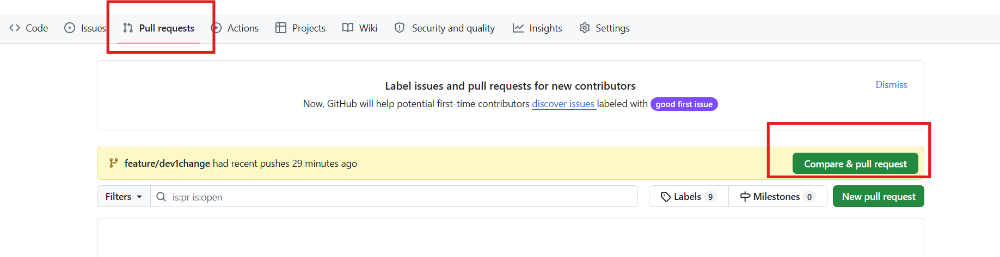 Code Issues Pull requests Actions Projects Wiki Security and quality Insights Settings
Label issues and pull requests for new contributors
Dismiss
Now, GitHub will help potential first-time contributors discover issues labeled with good first issue
feature/dev1change had recent pushes 29 minutes ago
Compare & pull request
Filters is:pr is:open Labels 9 Milestones 0 New pull request